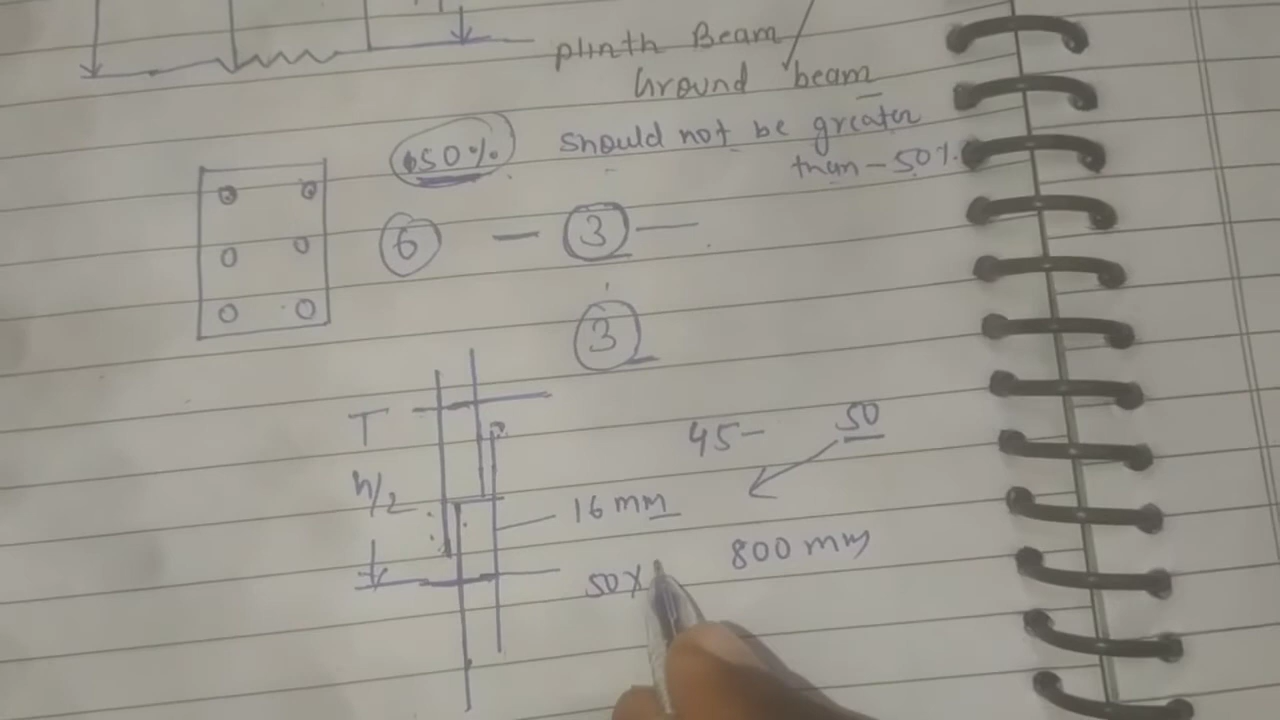 plinth Beam
Ground beam
50% should not be greater
than - 50%.
6 - 3 -
3
T
45 - 50
h/2
16 mm
800 mm
50X